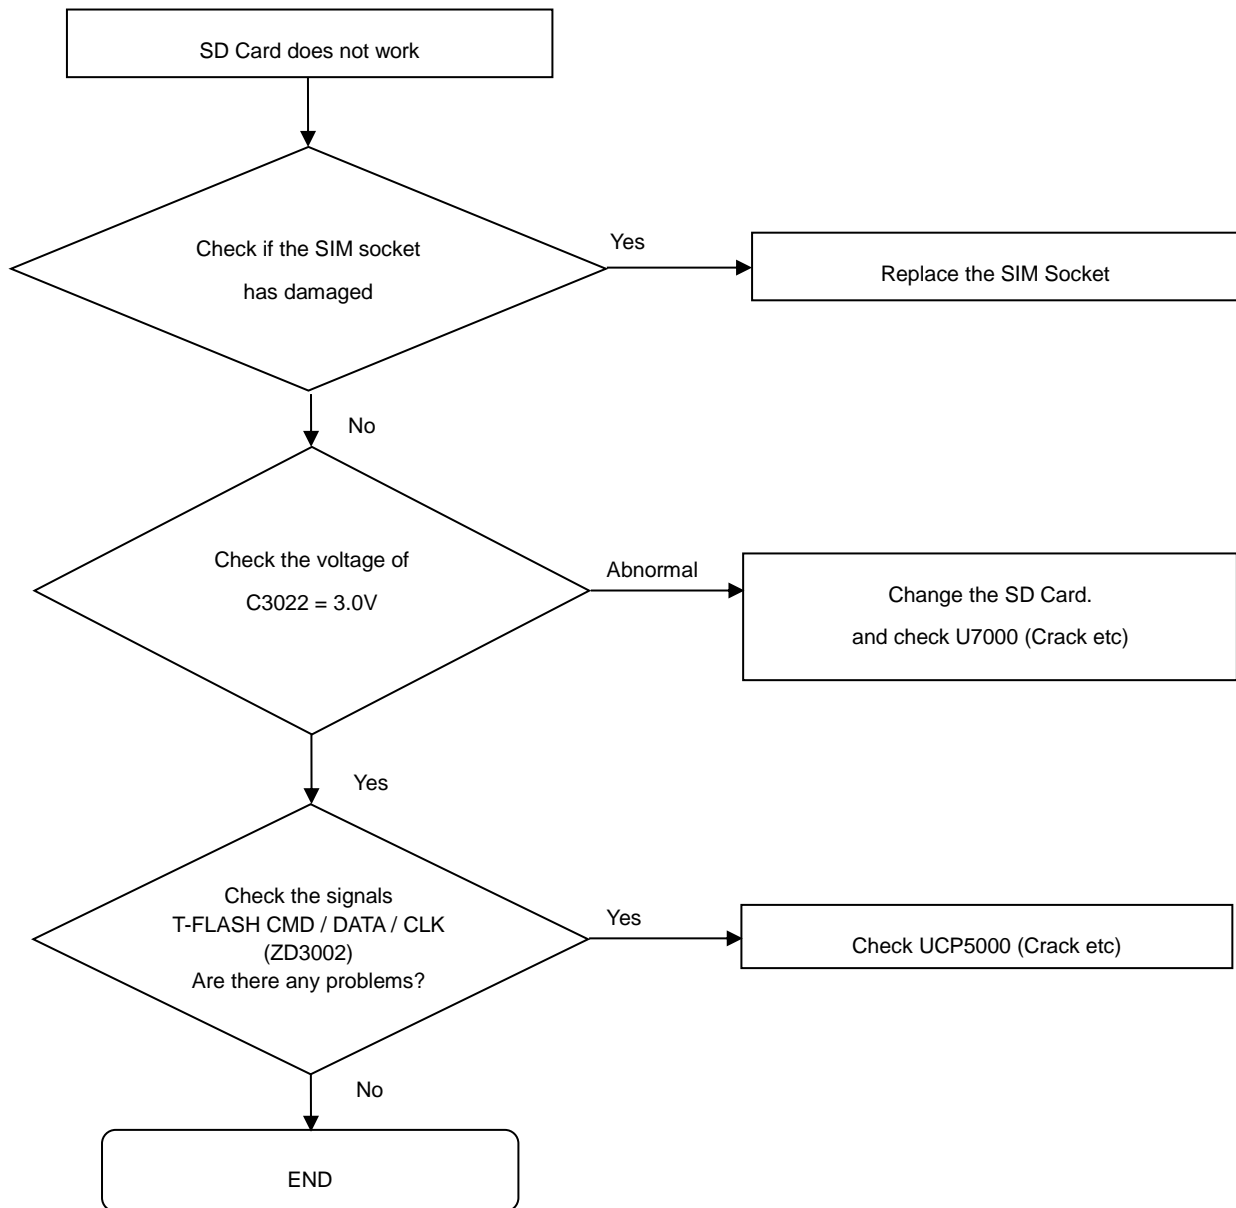 SD Card does not work
Check if the SIM socket
has damaged
Yes
Replace the SIM Socket
No
Check the voltage of
C3022 = 3.0V
Abnormal
Change the SD Card.
and check U7000 (Crack etc)
Yes
Check the signals
T-FLASH CMD / DATA / CLK
(ZD3002)
Are there any problems?
Yes
Check UCP5000 (Crack etc)
No
END